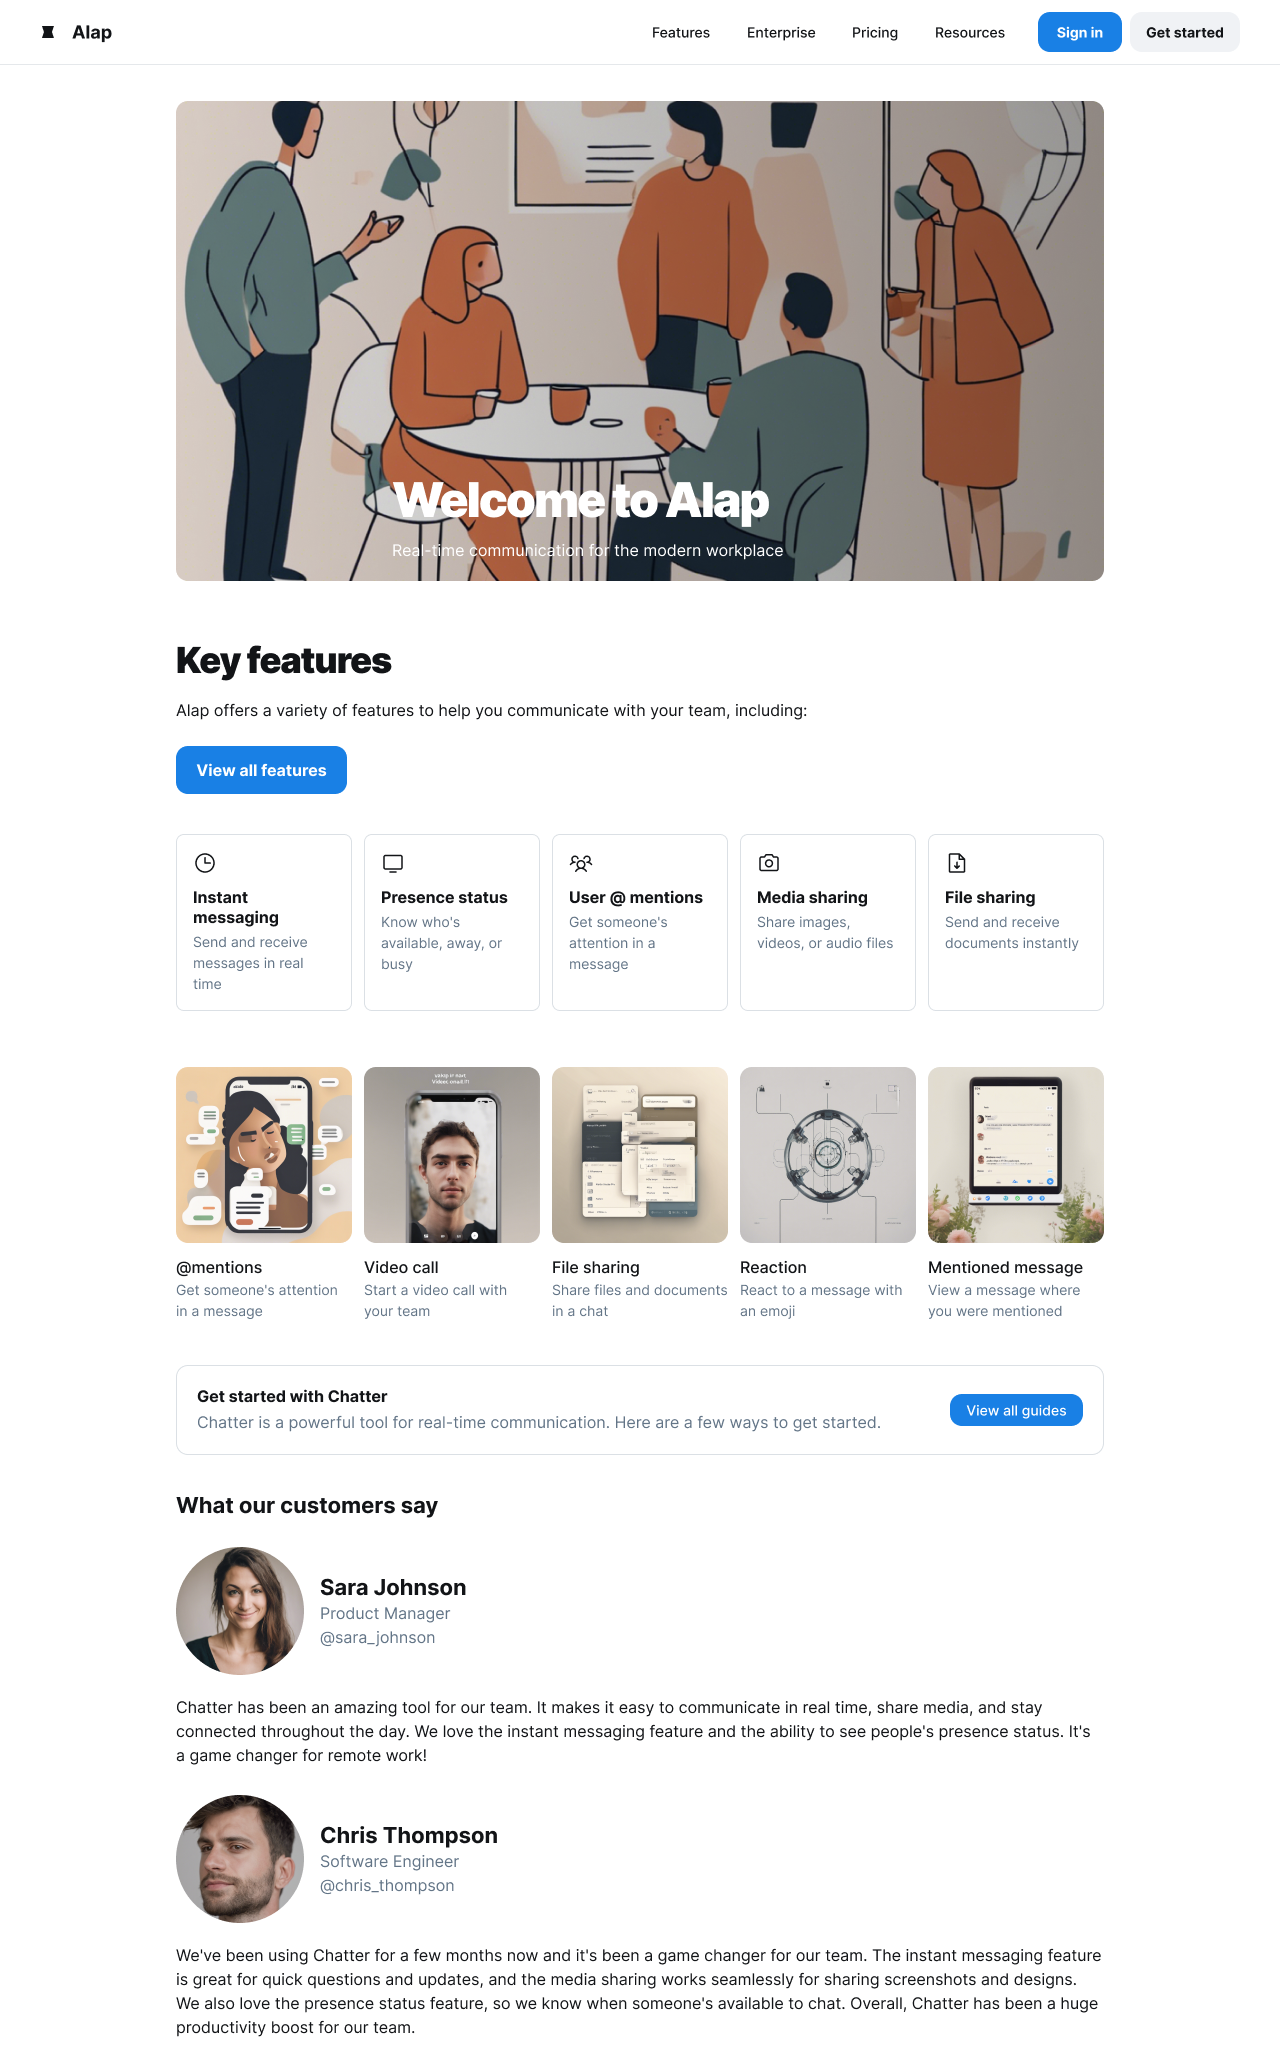 Alap
Features
Enterprise
Pricing
Resources
Sign in
Get started
Welcome to Alap
Real-time communication for the modern workplace
Key features
Alap offers a variety of features to help you communicate with your team, including:
View all features
Instant
messaging
Send and receive
messages in real
time
Presence status
Know who's
available, away, or
busy
User @ mentions
Get someone's
attention in a
message
Media sharing
Share images,
videos, or audio files
File sharing
Send and receive
documents instantly
@mentions
Get someone's attention
in a message
Video call
Start a video call with
your team
File sharing
Share files and documents
in a chat
Reaction
React to a message with
an emoji
Mentioned message
View a message where
you were mentioned
Get started with Chatter
Chatter is a powerful tool for real-time communication. Here are a few ways to get started.
View all guides
What our customers say
Sara Johnson
Product Manager
@sara_johnson
Chatter has been an amazing tool for our team. It makes it easy to communicate in real time, share media, and stay
connected throughout the day. We love the instant messaging feature and the ability to see people's presence status. It's
a game changer for remote work!
Chris Thompson
Software Engineer
@chris_thompson
We've been using Chatter for a few months now and it's been a game changer for our team. The instant messaging feature
is great for quick questions and updates, and the media sharing works seamlessly for sharing screenshots and designs.
We also love the presence status feature, so we know when someone's available to chat. Overall, Chatter has been a huge
productivity boost for our team.